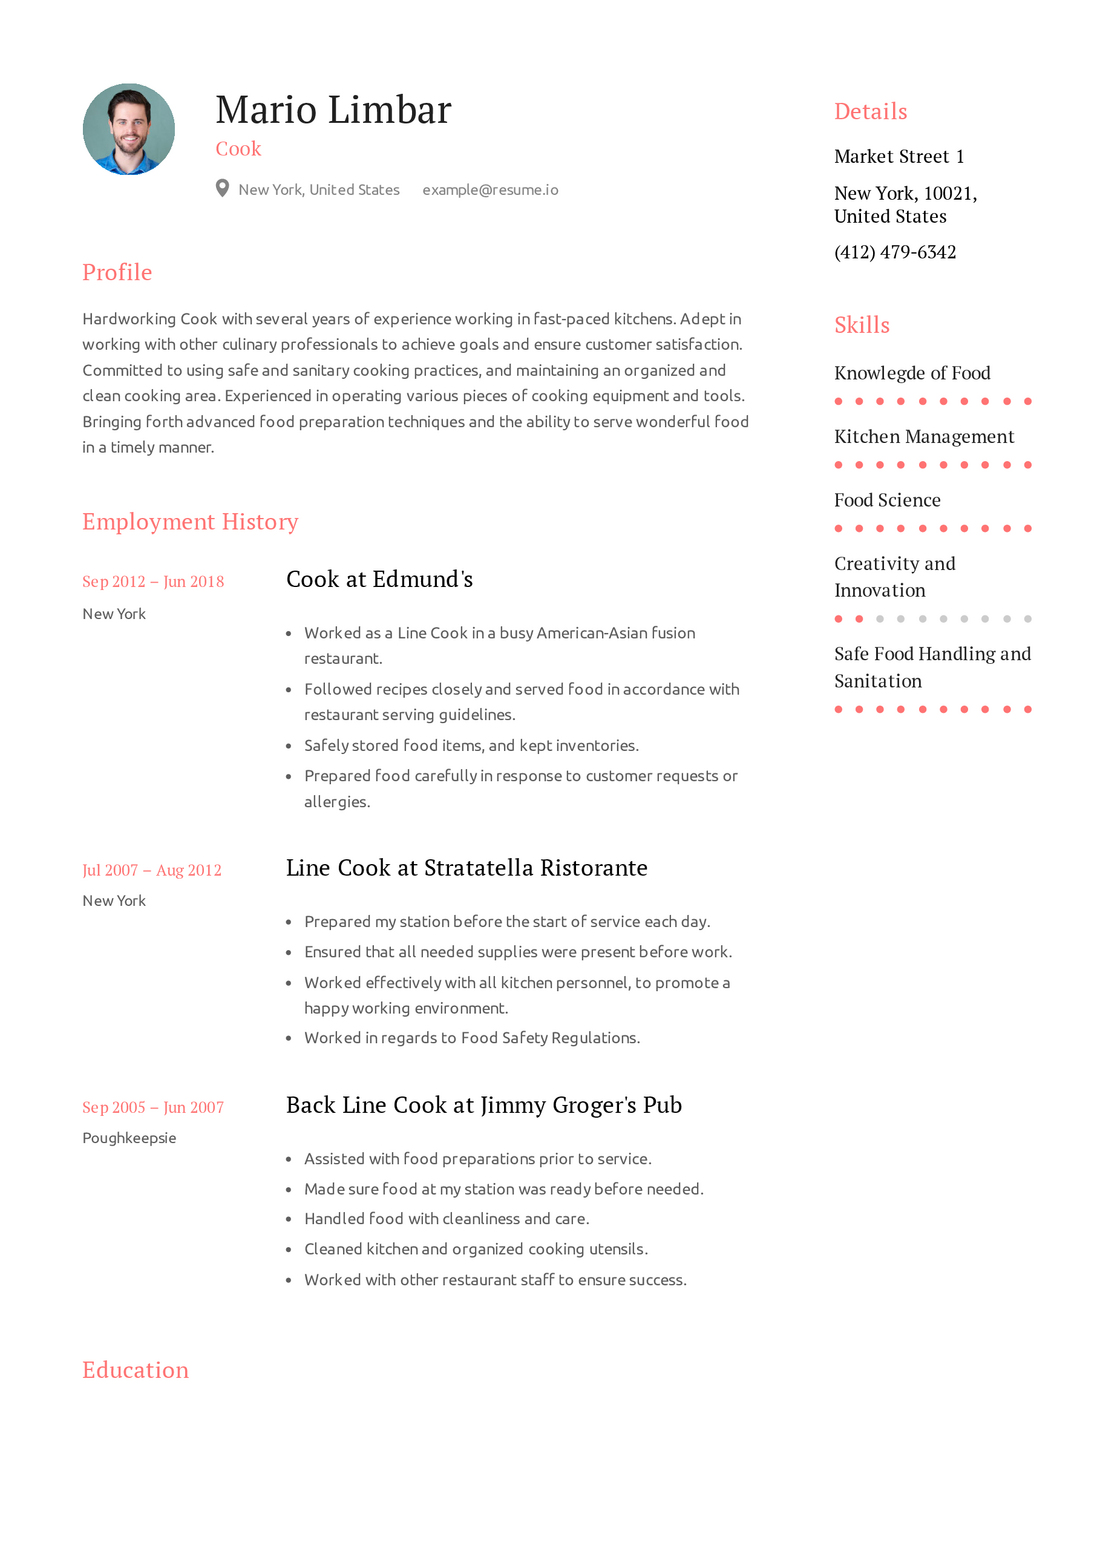 Mario Limbar
Cook
New York, United States example@resume.io
Profile
Hardworking Cook with several years of experience working in fast-paced kitchens. Adept in
working with other culinary professionals to achieve goals and ensure customer satisfaction.
Committed to using safe and sanitary cooking practices, and maintaining an organized and
clean cooking area. Experienced in operating various pieces of cooking equipment and tools.
Bringing forth advanced food preparation techniques and the ability to serve wonderful food
in a timely manner.
Employment History
Sep 2012 – Jun 2018
New York
Cook at Edmund's
• Worked as a Line Cook in a busy American-Asian fusion
restaurant.
• Followed recipes closely and served food in accordance with
restaurant serving guidelines.
• Safely stored food items, and kept inventories.
• Prepared food carefully in response to customer requests or
allergies.
Jul 2007 – Aug 2012
New York
Line Cook at Stratatella Ristorante
• Prepared my station before the start of service each day.
• Ensured that all needed supplies were present before work.
• Worked effectively with all kitchen personnel, to promote a
happy working environment.
• Worked in regards to Food Safety Regulations.
Sep 2005 – Jun 2007
Poughkeepsie
Back Line Cook at Jimmy Groger's Pub
• Assisted with food preparations prior to service.
• Made sure food at my station was ready before needed.
• Handled food with cleanliness and care.
• Cleaned kitchen and organized cooking utensils.
• Worked with other restaurant staff to ensure success.
Education
Details
Market Street 1
New York, 10021,
United States
(412) 479-6342
Skills
Knowlegde of Food
Kitchen Management
Food Science
Creativity and
Innovation
Safe Food Handling and
Sanitation